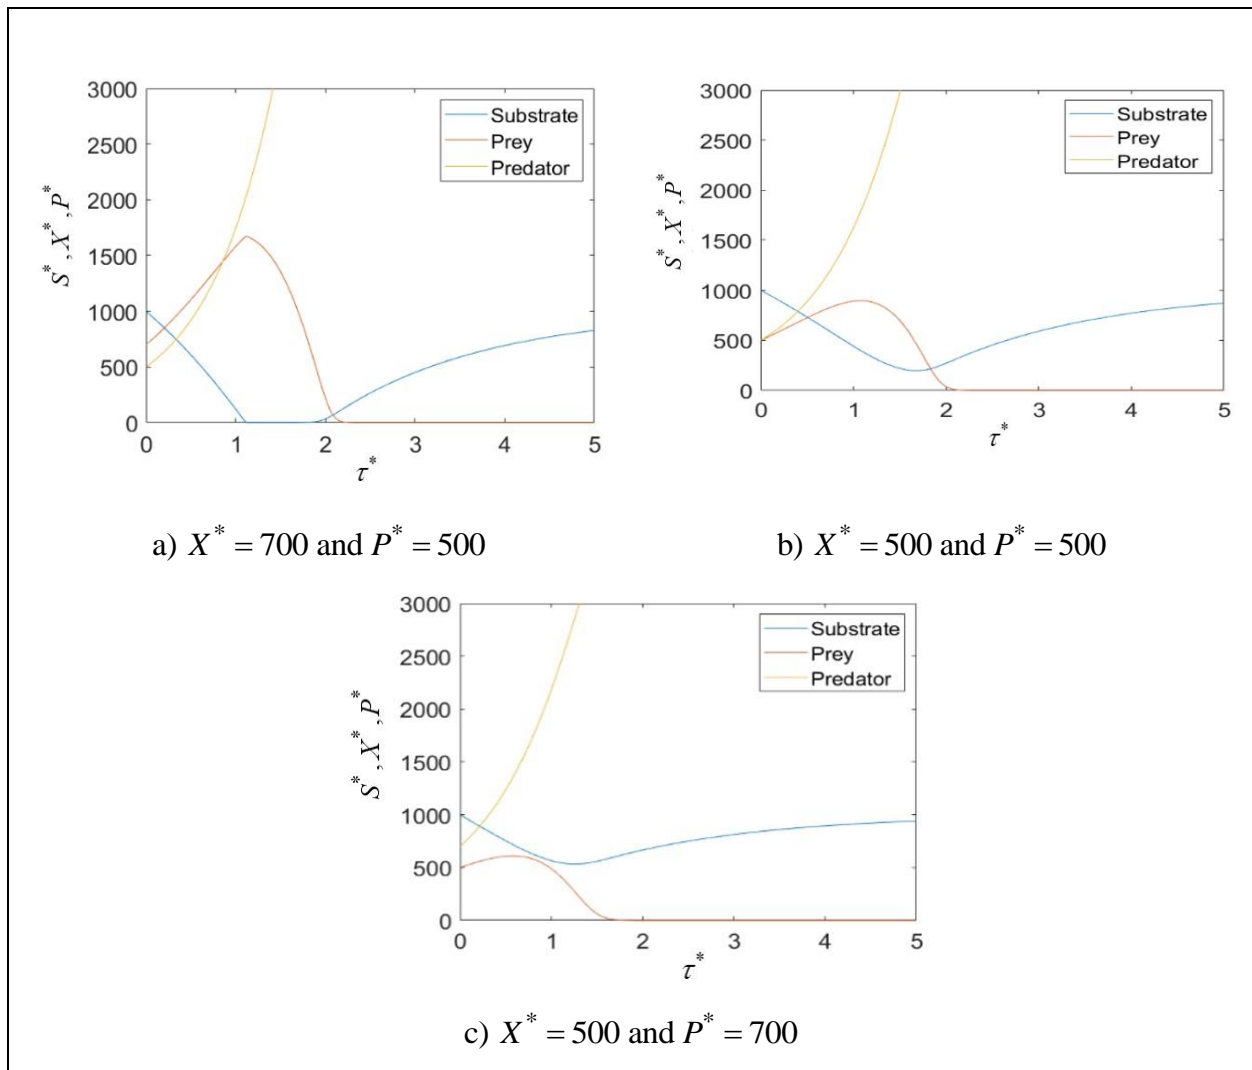 3000
2500
2000
1500
1000
500
0
S*, X*, P*
Substrate
Prey
Predator
0 1 2 3 4 5
τ*
a) X* = 700 and P* = 500
3000
2500
2000
1500
1000
500
0
S*, X*, P*
Substrate
Prey
Predator
0 1 2 3 4 5
τ*
b) X* = 500 and P* = 500
3000
2500
2000
1500
1000
500
0
S*, X*, P*
Substrate
Prey
Predator
0 1 2 3 4 5
τ*
c) X* = 500 and P* = 700